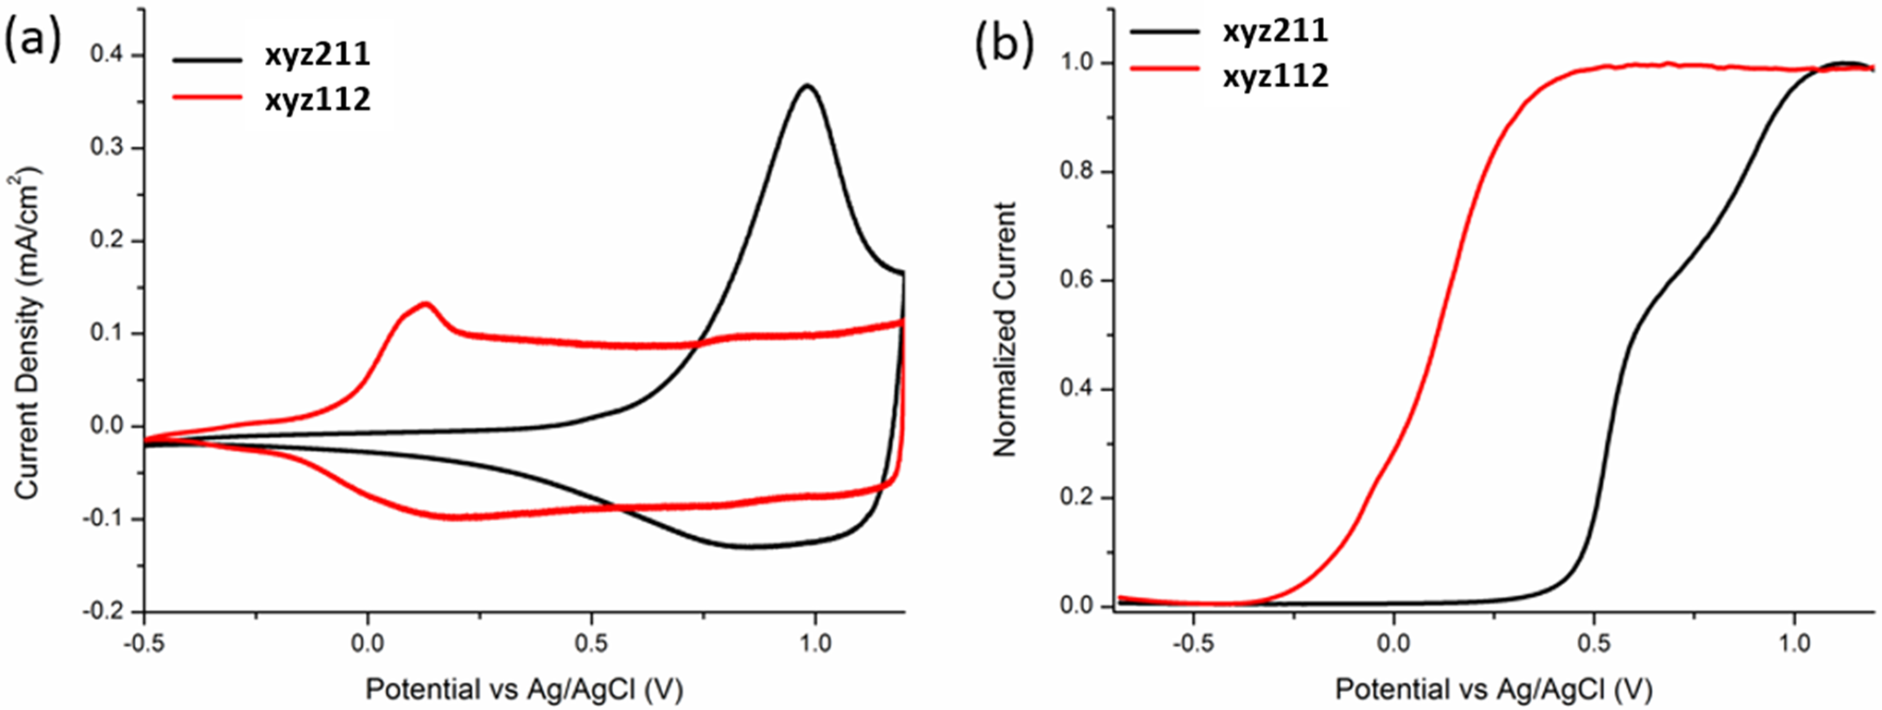 (a)
xyz211
xyz112
Current Density (mA/cm²)
0.4
0.3
0.2
0.1
0.0
-0.1
-0.2
-0.5
0.0
0.5
1.0
Potential vs Ag/AgCl (V)
(b)
xyz211
xyz112
Normalized Current
1.0
0.8
0.6
0.4
0.2
0.0
-0.5
0.0
0.5
1.0
Potential vs Ag/AgCl (V)